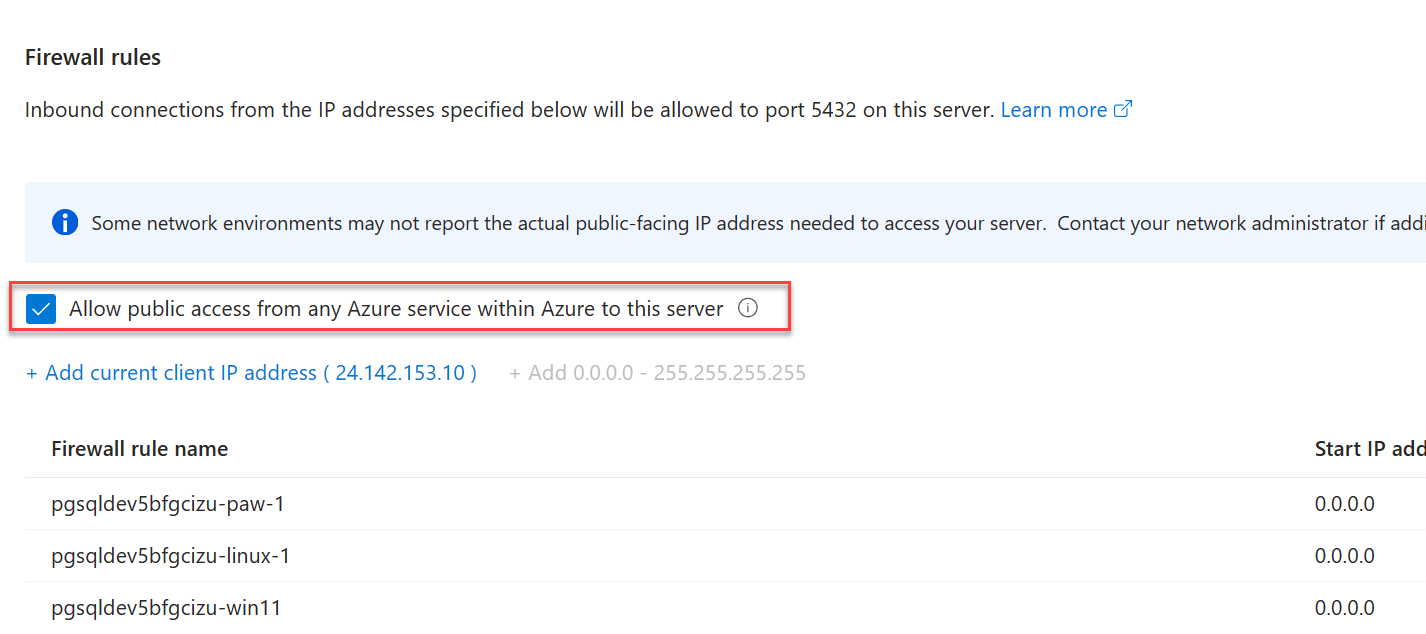 Firewall rules
Inbound connections from the IP addresses specified below will be allowed to port 5432 on this server. Learn more
Some network environments may not report the actual public-facing IP address needed to access your server. Contact your network administrator if addi
Allow public access from any Azure service within Azure to this server
+ Add current client IP address ( 24.142.153.10 ) + Add 0.0.0.0 - 255.255.255.255
Firewall rule name Start IP add
pgsqldev5bfgcizu-paw-1 0.0.0.0
pgsqldev5bfgcizu-linux-1 0.0.0.0
pgsqldev5bfgcizu-win11 0.0.0.0